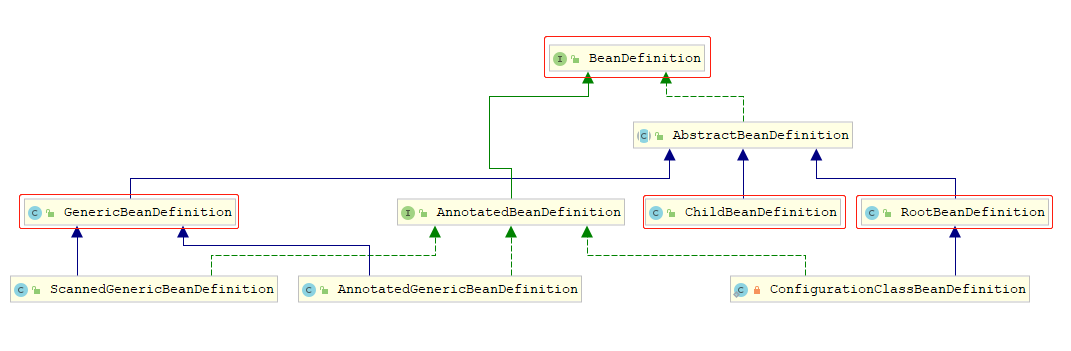 I BeanDefinition
C AbstractBeanDefinition
C GenericBeanDefinition
I AnnotatedBeanDefinition
C ChildBeanDefinition
C RootBeanDefinition
C ScannedGenericBeanDefinition
C AnnotatedGenericBeanDefinition
C ConfigurationClassBeanDefinition